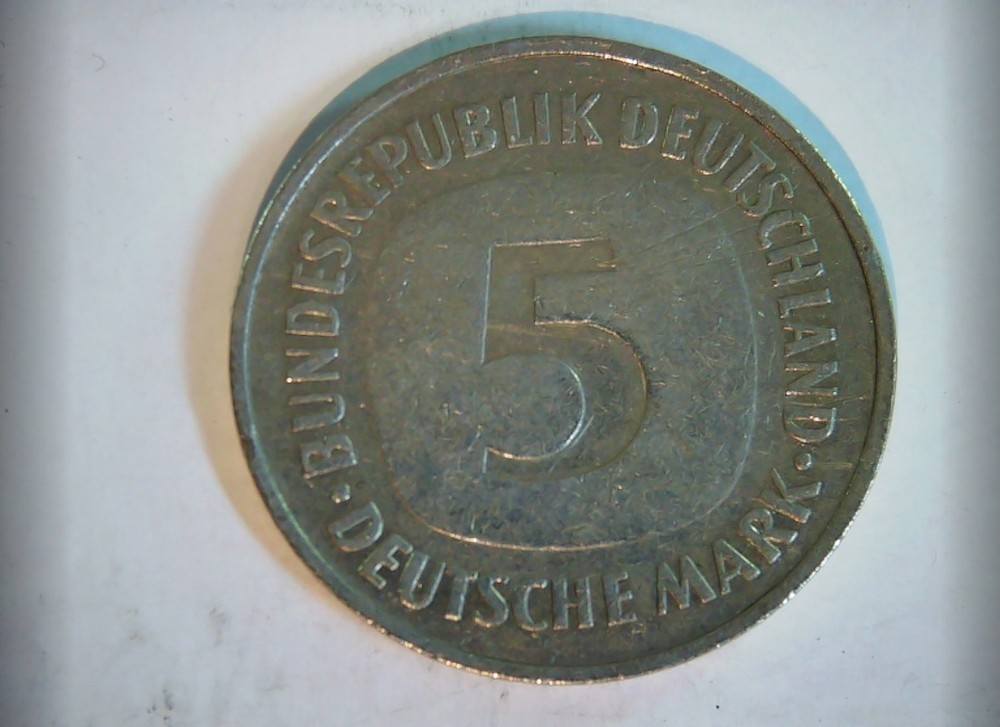 BUNDESREPUBLIK DEUTSCHLAND
5
· DEUTSCHE MARK ·